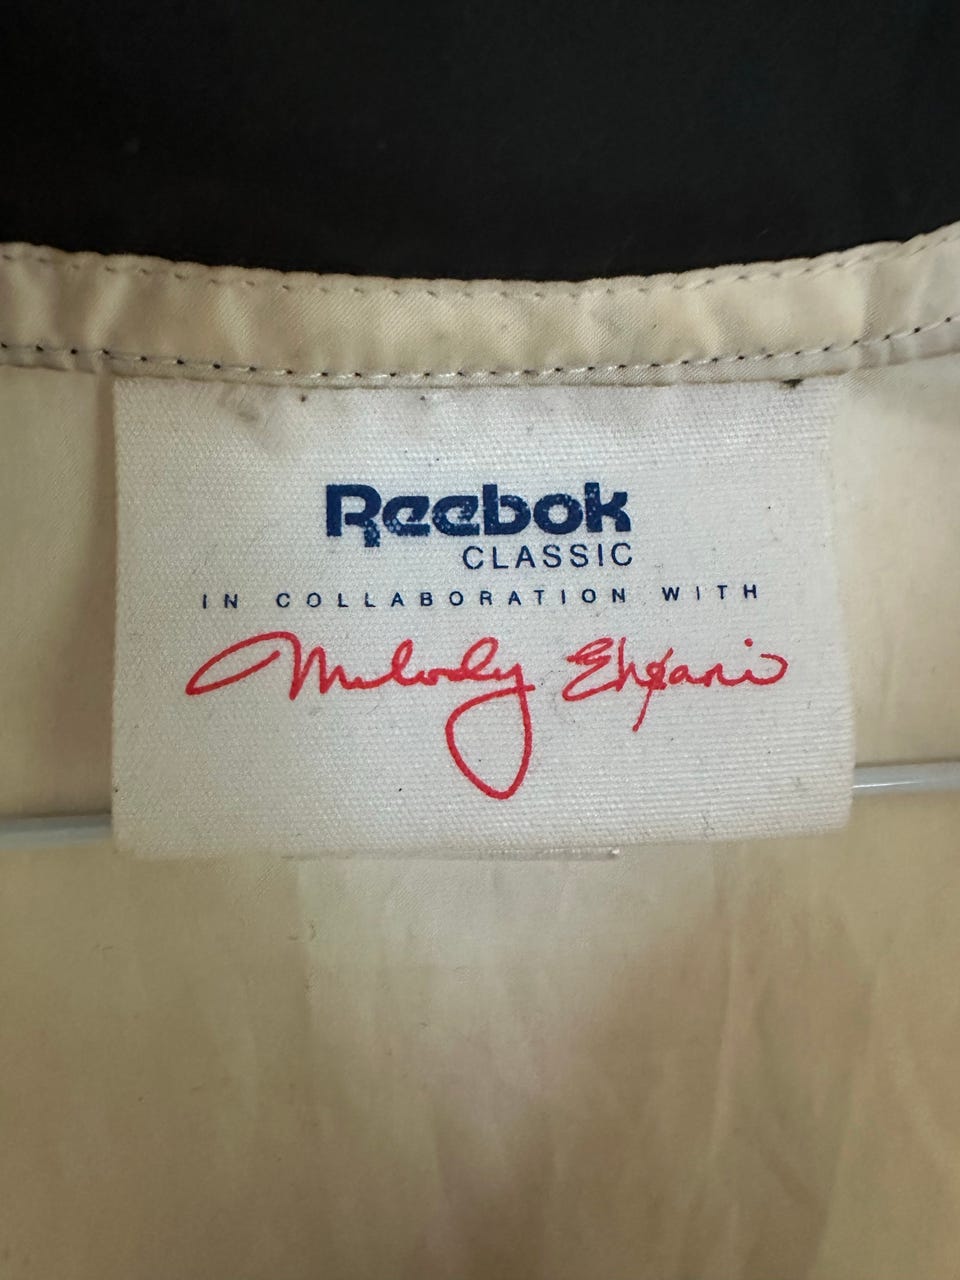 Reebok
CLASSIC
IN COLLABORATION WITH
Melody Ehsani